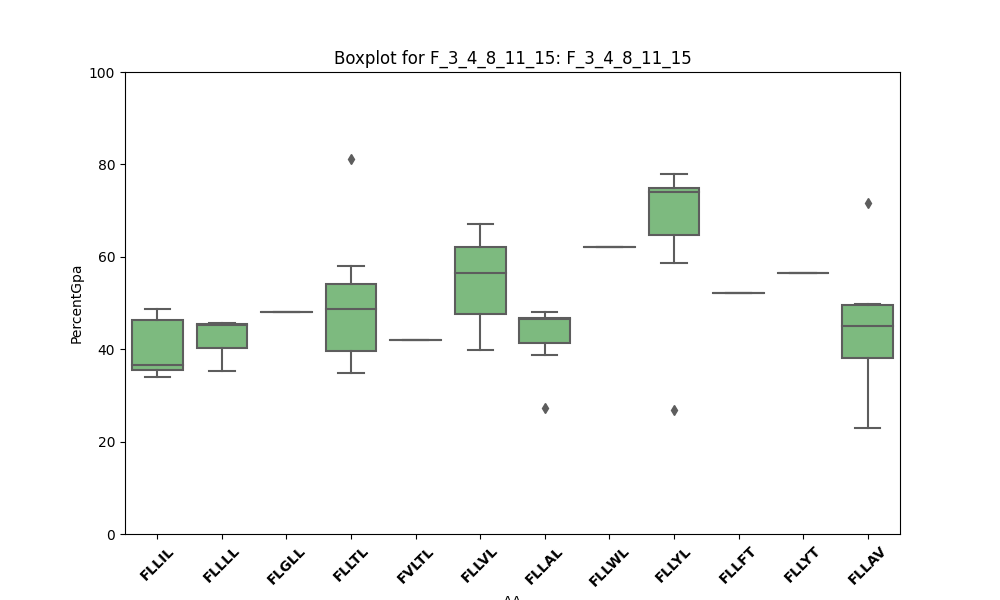 Boxplot for F_3_4_8_11_15: F_3_4_8_11_15
100
80
60
40
20
0
PercentGpa
FLLIL
FLLLL
FLGLL
FLLTL
FVLTL
FLLVL
FLLAL
FLLWL
FLLYL
FLLFT
FLLYT
FLLAV
AA